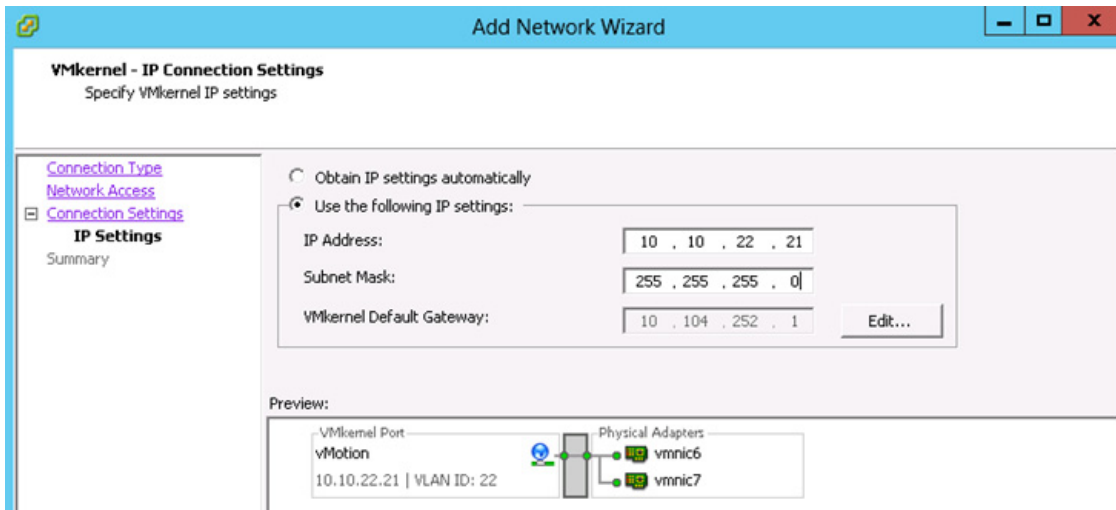 Add Network Wizard
VMkernel - IP Connection Settings
Specify VMkernel IP settings
Connection Type
Network Access
Connection Settings
IP Settings
Summary
Obtain IP settings automatically
Use the following IP settings:
IP Address: 10 . 10 . 22 . 21
Subnet Mask: 255 . 255 . 255 . 0
VMkernel Default Gateway: 10 . 104 . 252 . 1 Edit...
Preview:
VMkernel Port Physical Adapters
vMotion vmnic6
10.10.22.21 | VLAN ID: 22 vmnic7